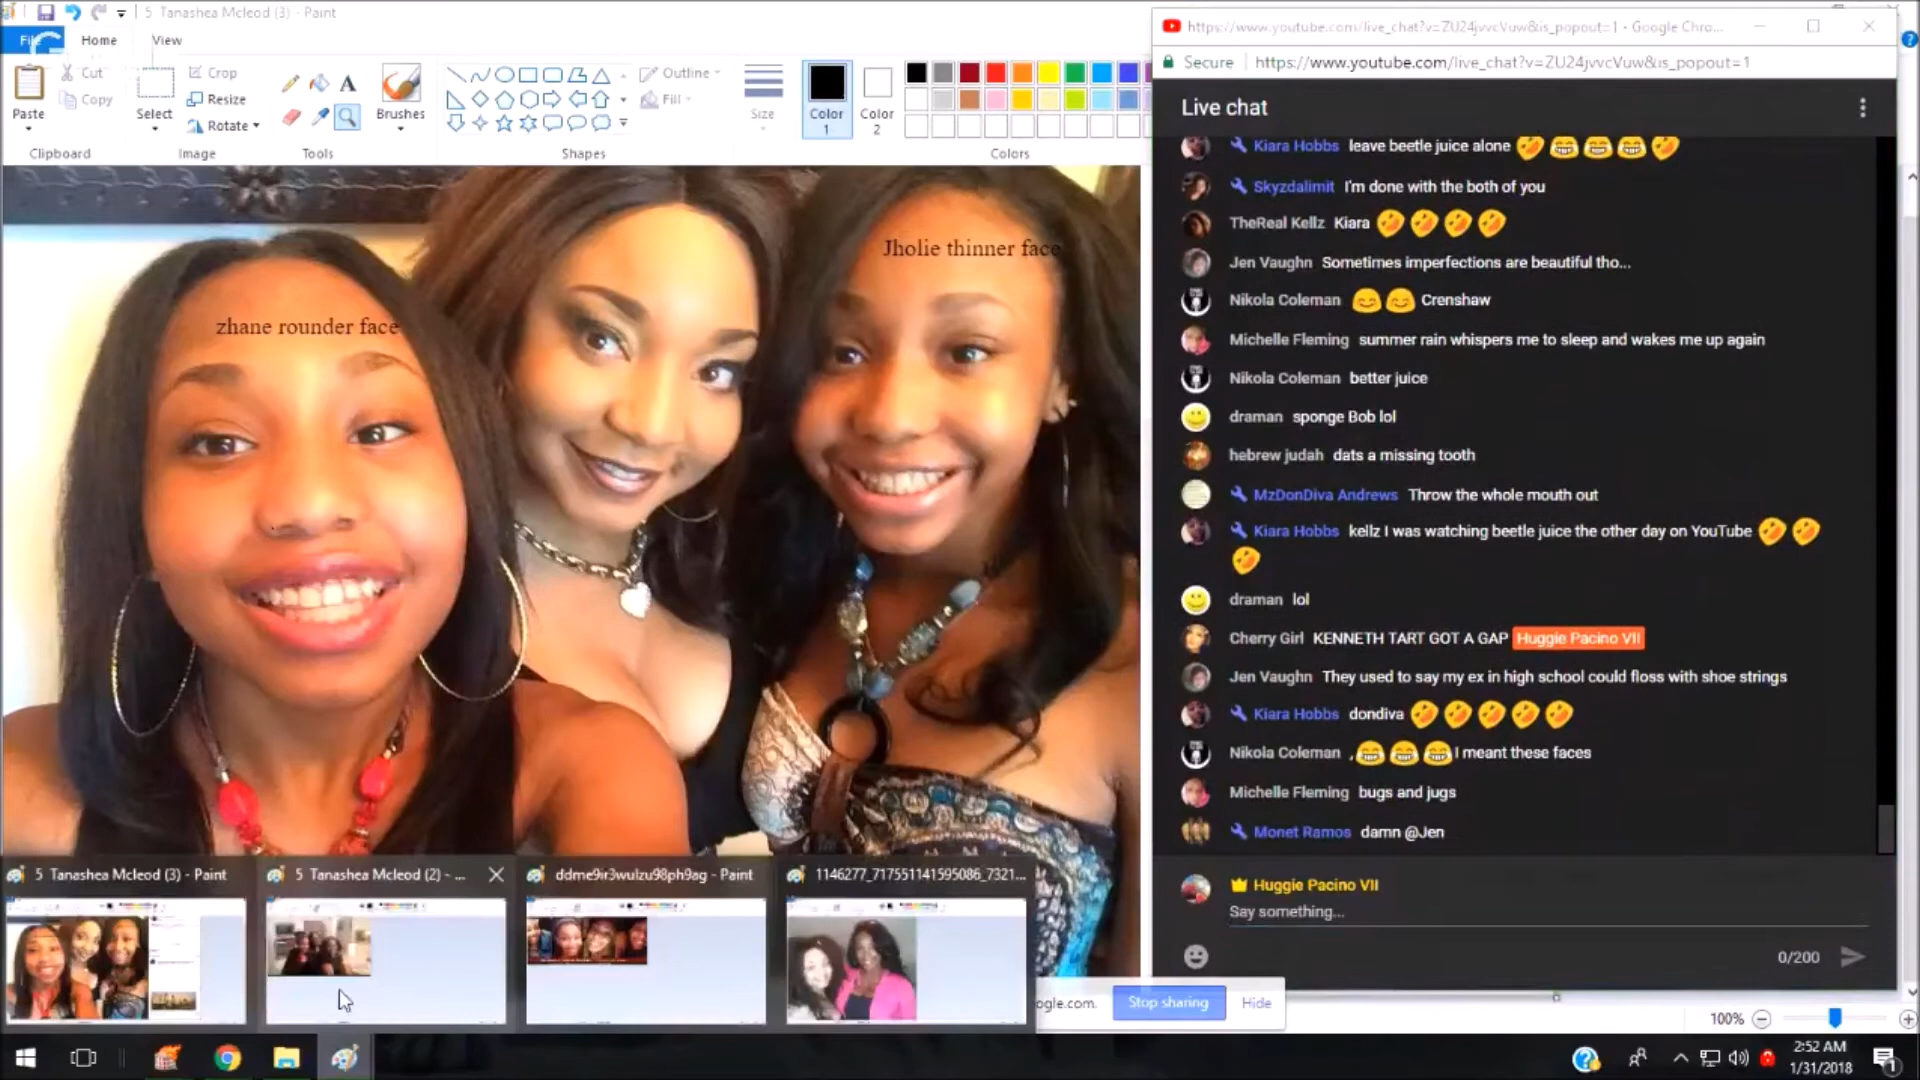 5 Tanashea Mcleod (3) - Paint
File
Home
View
Paste
Cut
Copy
Clipboard
Select
Crop
Resize
Rotate
Image
Tools
Brushes
Shapes
Outline
Fill
Size
Color 1
Color 2
Colors
zhane rounder face
Jholie thinner face
https://www.youtube.com/live_chat?v=ZU24jvvcVuw&is_popout=1 - Google Chro...
Secure https://www.youtube.com/live_chat?v=ZU24jvvcVuw&is_popout=1
Live chat
Kiara Hobbs leave beetle juice alone
Skyzdalimit I'm done with the both of you
TheReal Kellz Kiara
Jen Vaughn Sometimes imperfections are beautiful tho...
Nikola Coleman Crenshaw
Michelle Fleming summer rain whispers me to sleep and wakes me up again
Nikola Coleman better juice
draman sponge Bob lol
hebrew judah dats a missing tooth
MzDonDiva Andrews Throw the whole mouth out
Kiara Hobbs kellz I was watching beetle juice the other day on YouTube
draman lol
Cherry Girl KENNETH TART GOT A GAP Huggie Pacino VII
Jen Vaughn They used to say my ex in high school could floss with shoe strings
Kiara Hobbs dondiva
Nikola Coleman , I meant these faces
Michelle Fleming bugs and jugs
Monet Ramos damn @Jen
Huggie Pacino VII
Say something...
0/200
5 Tanashea Mcleod (3) - Paint
5 Tanashea Mcleod (2) - ...
ddme9ir3wulzu98ph9ag - Paint
1146277_717551141595086_7321...
ogle.com.
Stop sharing
Hide
100%
2:52 AM
1/31/2018
1